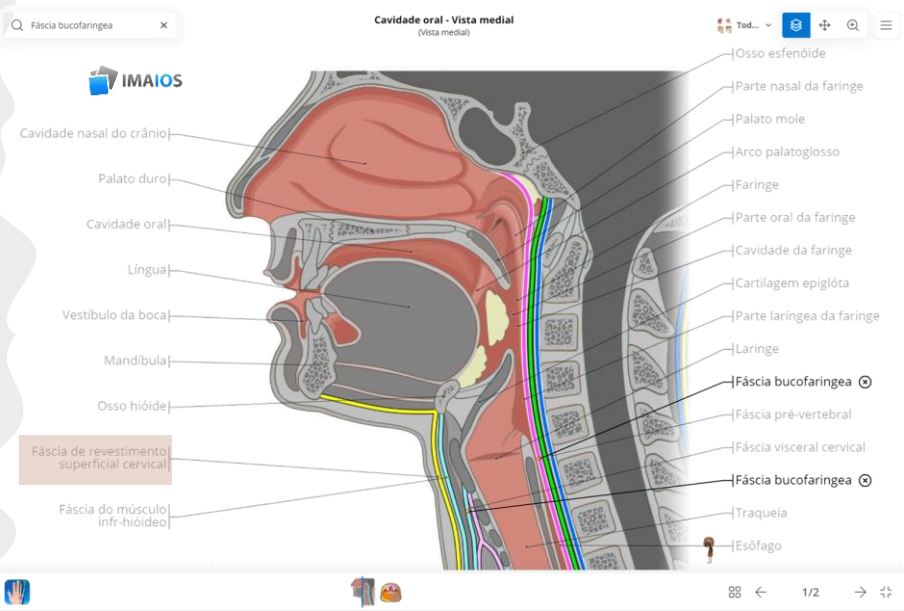 Fáscia bucofaringea
Cavidade oral - Vista medial
(Vista medial)
Tod...
IMAIOS
Cavidade nasal do crânio
Palato duro
Cavidade oral
Língua
Vestíbulo da boca
Mandíbula
Osso hióide
Fáscia de revestimento
superficial cervical
Fáscia do músculo
infr-hióideo
Osso esfenóide
Parte nasal da faringe
Palato mole
Arco palatoglosso
Faringe
Parte oral da faringe
Cavidade da faringe
Cartilagem epiglóta
Parte laríngea da faringe
Laringe
Fáscia bucofaringea
Fáscia pré-vertebral
Fáscia visceral cervical
Fáscia bucofaringea
Traqueia
Esôfago
1/2